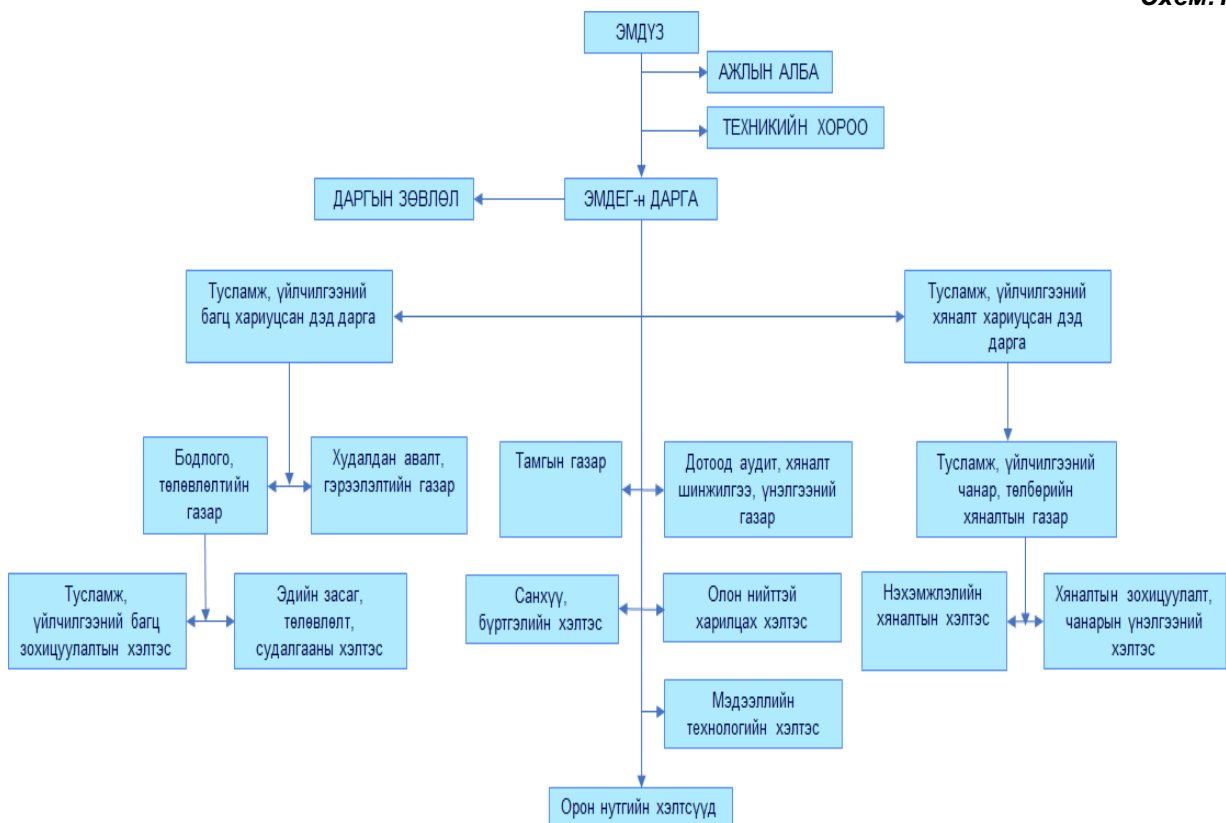 Схем.1
ЭМДҮЗ
АЖЛЫН АЛБА
ТЕХНИКИЙН ХОРОО
ДАРГЫН ЗӨВЛӨЛ
ЭМДЕГ-н ДАРГА
Тусламж, үйлчилгээний
багц хариуцсан дэд дарга
Тусламж, үйлчилгээний
хяналт хариуцсан дэд
дарга
Бодлого,
төлөвлөлтийн
газар
Худалдан авалт,
гэрээлэлтийн газар
Тамгын газар
Дотоод аудит, хяналт
шинжилгээ, үнэлгээний
газар
Тусламж, үйлчилгээний
чанар, төлбөрийн
хяналтын газар
Тусламж,
үйлчилгээний багц
зохицуулалтын хэлтэс
Эдийн засаг,
төлөвлөлт,
судалгааны хэлтэс
Санхүү,
бүртгэлийн хэлтэс
Олон нийттэй
харилцах хэлтэс
Нэхэмжлэлийн
хяналтын хэлтэс
Хяналтын зохицуулалт,
чанарын үнэлгээний
хэлтэс
Мэдээллийн
технологийн хэлтэс
Орон нутгийн хэлтсүүд